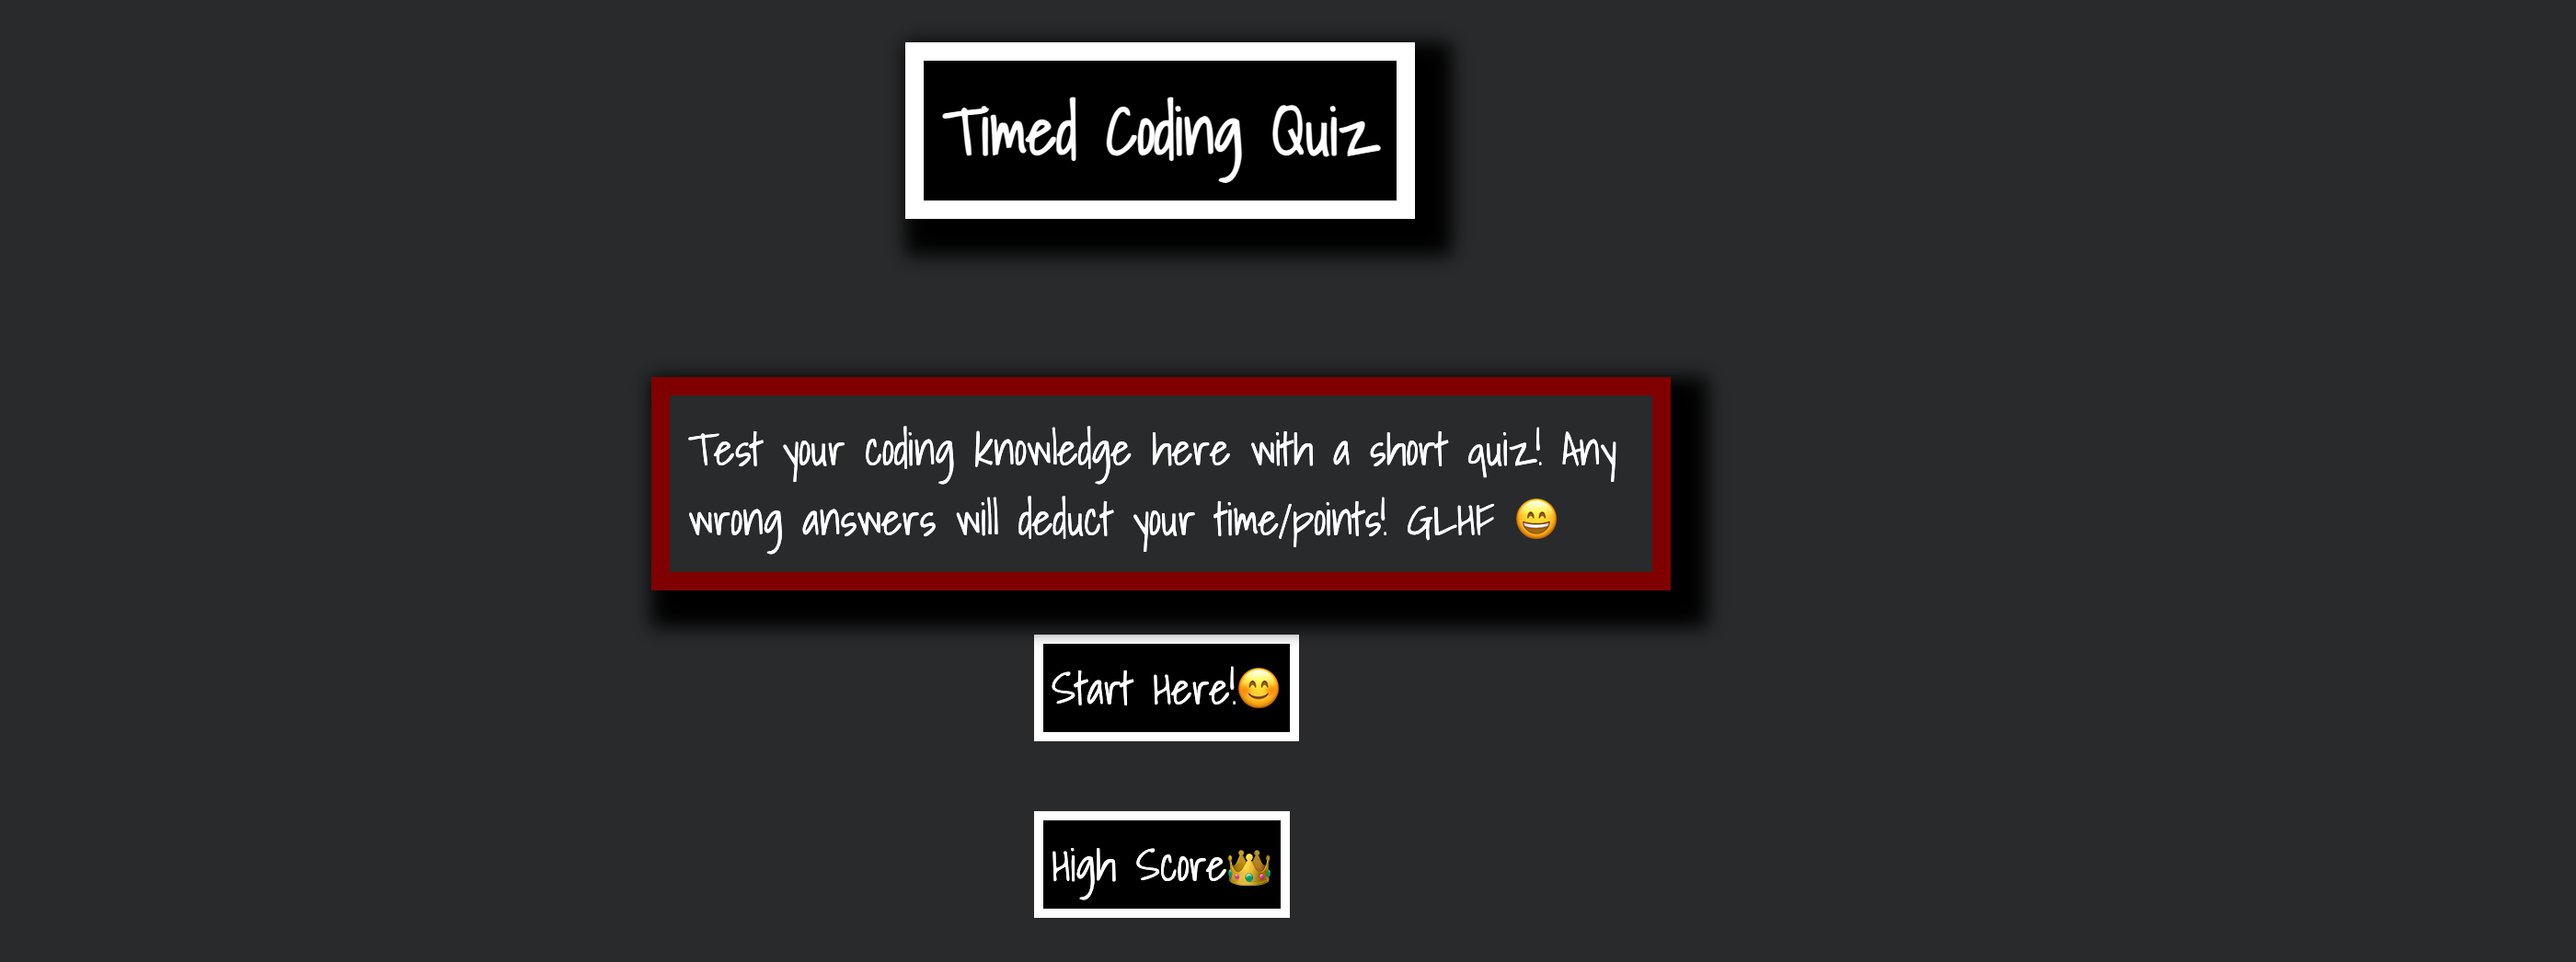 Timed Coding Quiz
Test your coding knowledge here with a short quiz! Any
wrong answers will deduct your time/points! GLHF 😄
Start Here!😊
High Score👑